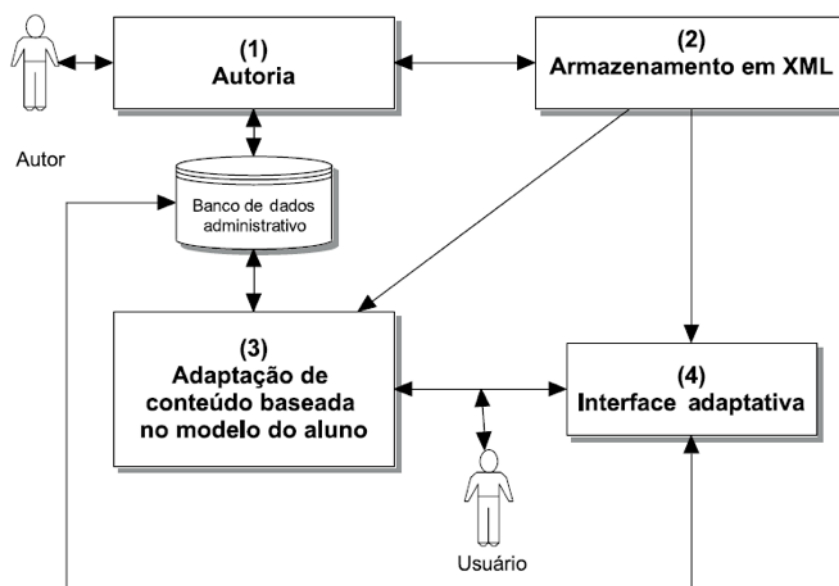 (1)
Autoria
(2)
Armazenamento em XML
Autor
Banco de dados
administrativo
(3)
Adaptação de
conteúdo baseada
no modelo do aluno
(4)
Interface adaptativa
Usuário